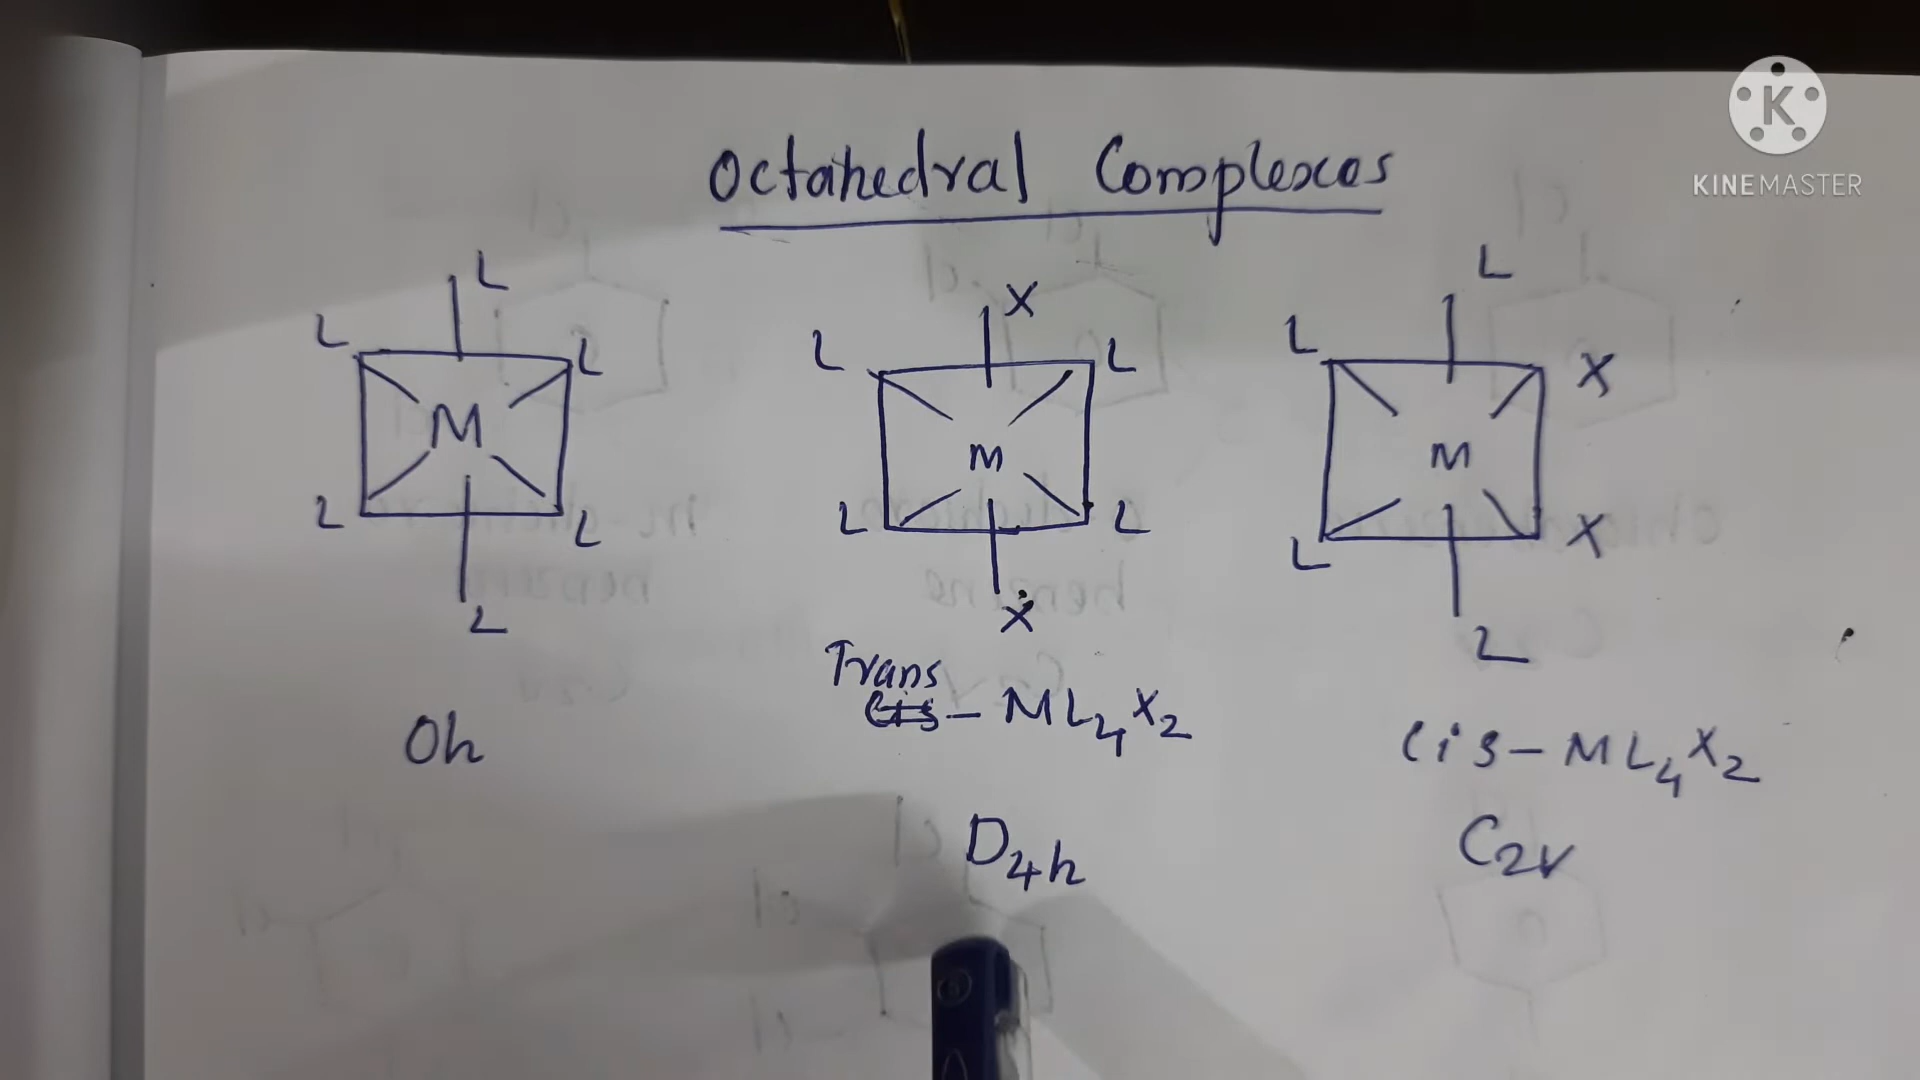 Octahedral Complexes
KINEMASTER
L
L
L
M
L
L
L
Oh
X
L
L
M
L
L
X
Trans
Cis - ML4X2
D4h
L
L
X
M
L
X
L
Cis - ML4X2
C2v